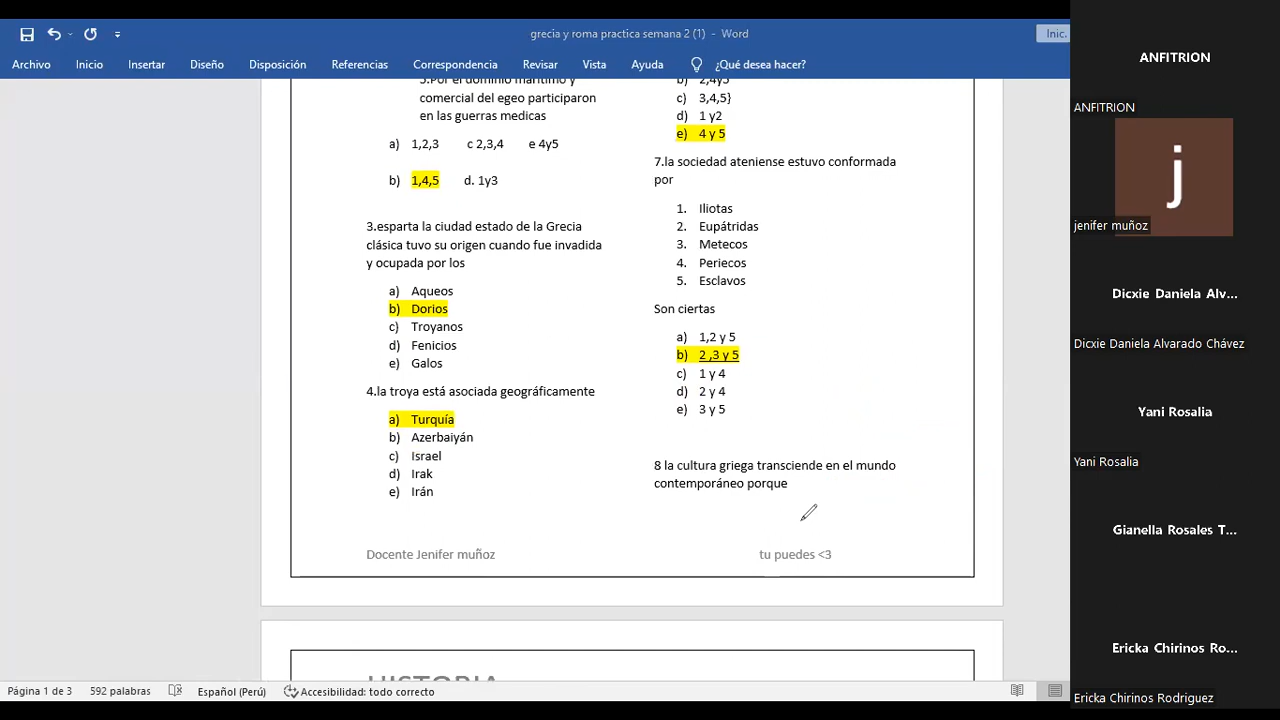 grecia y roma practica semana 2 (1) - Word
Inic.
Archivo Inicio Insertar Diseño Disposición Referencias Correspondencia Revisar Vista Ayuda ¿Qué desea hacer?
5.Por el dominio marítimo y
comercial del egeo participaron
en las guerras medicas
a) 1,2,3 c 2,3,4 e 4y5
b) 1,4,5 d. 1y3
3.esparta la ciudad estado de la Grecia
clásica tuvo su origen cuando fue invadida
y ocupada por los
a) Aqueos
b) Dorios
c) Troyanos
d) Fenicios
e) Galos
4.la troya está asociada geográficamente
a) Turquía
b) Azerbaiyán
c) Israel
d) Irak
e) Irán
b) 2,4y5
c) 3,4,5}
d) 1 y2
e) 4 y 5
7.la sociedad ateniense estuvo conformada
por
1. Iliotas
2. Eupátridas
3. Metecos
4. Periecos
5. Esclavos
Son ciertas
a) 1,2 y 5
b) 2 ,3 y 5
c) 1 y 4
d) 2 y 4
e) 3 y 5
8 la cultura griega transciende en el mundo
contemporáneo porque
Docente Jenifer muñoz tu puedes <3
HISTORIA
Página 1 de 3 592 palabras Español (Perú) Accesibilidad: todo correcto
ANFITRION
ANFITRION
j
jenifer muñoz
Dicxie Daniela Alv...
Dicxie Daniela Alvarado Chávez
Yani Rosalia
Yani Rosalia
Gianella Rosales T...
Ericka Chirinos Ro...
Ericka Chirinos Rodriguez